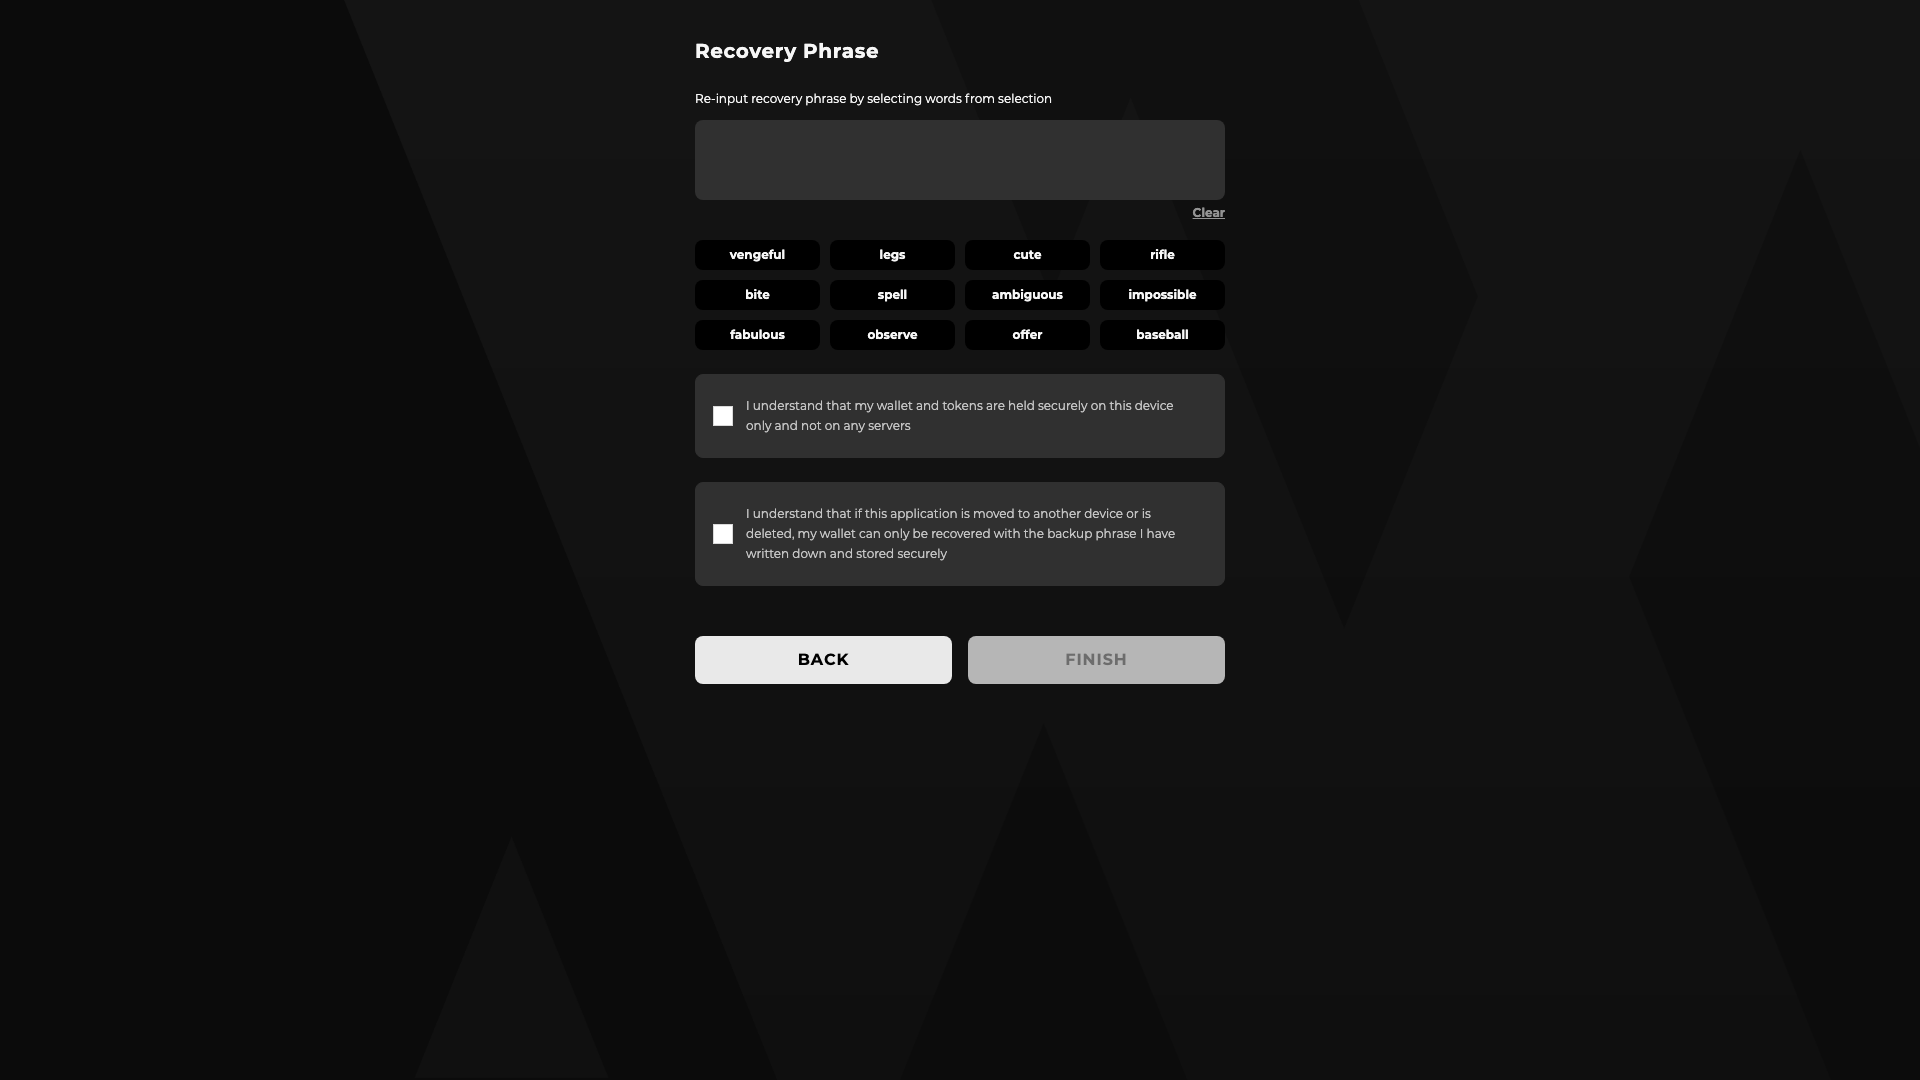 Recovery Phrase
Re-input recovery phrase by selecting words from selection
Clear
vengeful legs cute rifle
bite spell ambiguous impossible
fabulous observe offer baseball
I understand that my wallet and tokens are held securely on this device
only and not on any servers
I understand that if this application is moved to another device or is
deleted, my wallet can only be recovered with the backup phrase I have
written down and stored securely
BACK FINISH